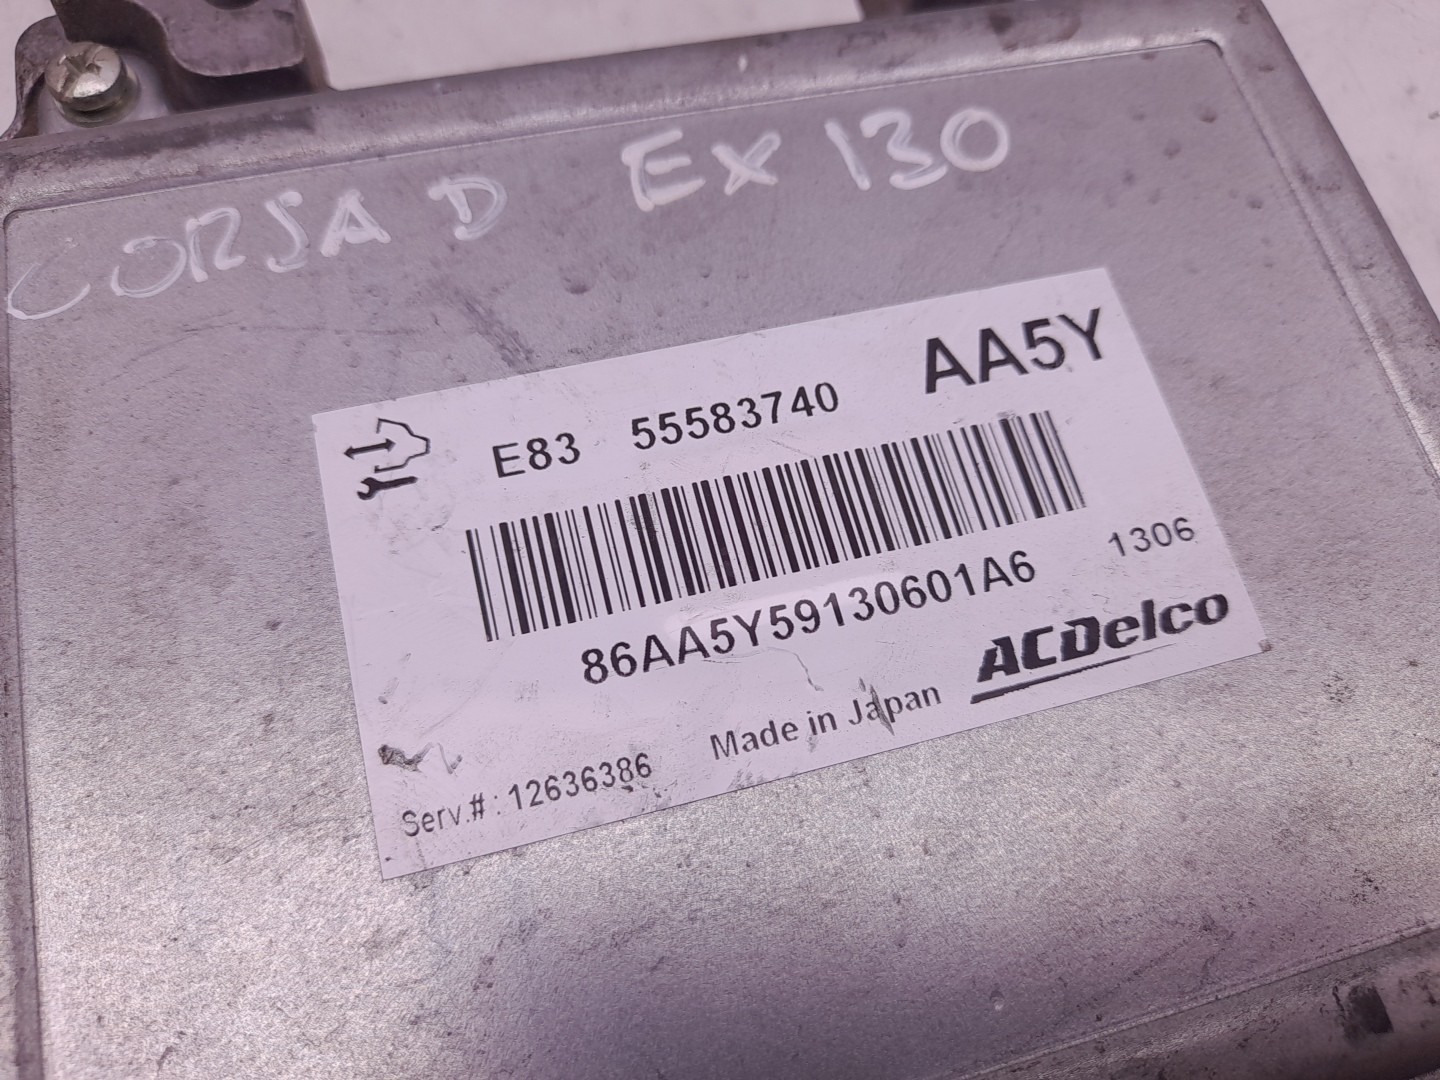 CORSA D EX 130
E83 55583740 AA5Y
86AA5Y59130601A6 1306
Made in Japan ACDelco
Serv.#: 12636386